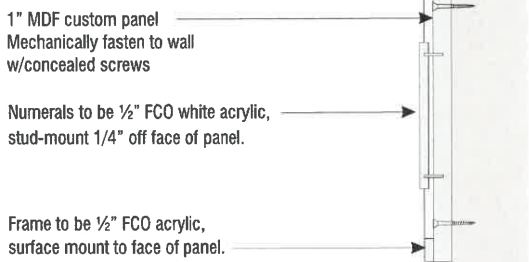 1” MDF custom panel
Mechanically fasten to wall
w/concealed screws
Numerals to be ½” FCO white acrylic,
stud-mount 1/4” off face of panel.
Frame to be ½” FCO acrylic,
surface mount to face of panel.